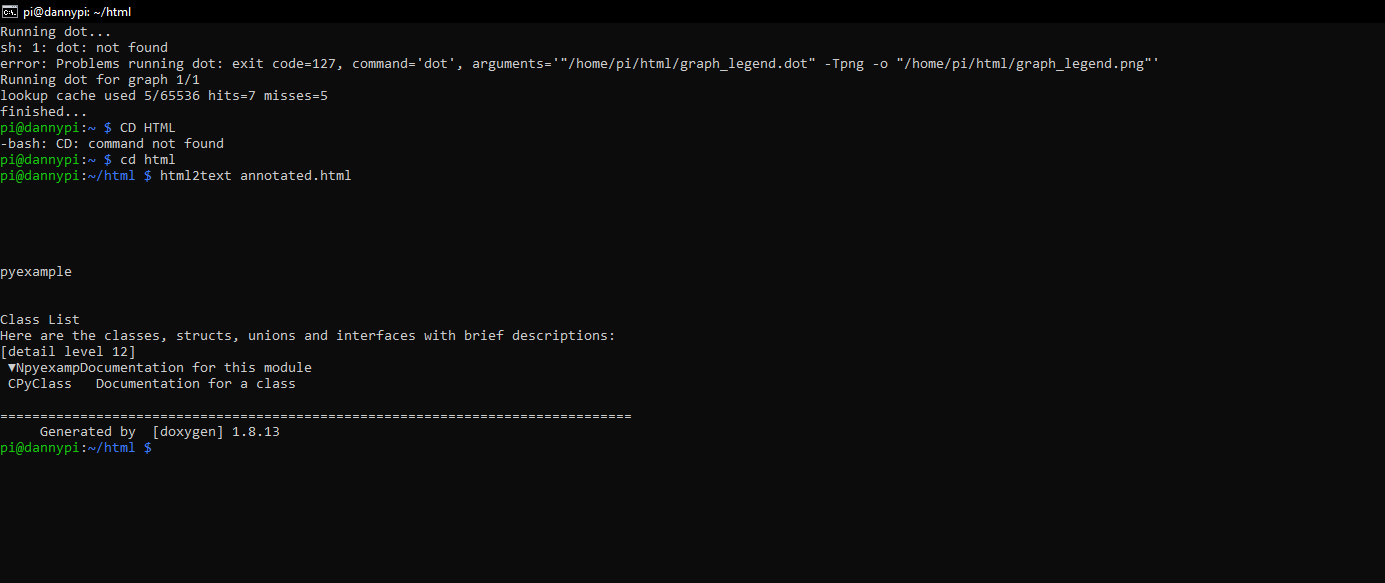 pi@dannypi: ~/html
Running dot...
sh: 1: dot: not found
error: Problems running dot: exit code=127, command='dot', arguments='"/home/pi/html/graph_legend.dot" -Tpng -o "/home/pi/html/graph_legend.png"'
Running dot for graph 1/1
lookup cache used 5/65536 hits=7 misses=5
finished...
pi@dannypi:~ $ CD HTML
-bash: CD: command not found
pi@dannypi:~ $ cd html
pi@dannypi:~/html $ html2text annotated.html
pyexample
Class List
Here are the classes, structs, unions and interfaces with brief descriptions:
[detail level 12]
▼NpyexampDocumentation for this module
CPyClass   Documentation for a class
===============================================================================
Generated by  [doxygen] 1.8.13
pi@dannypi:~/html $